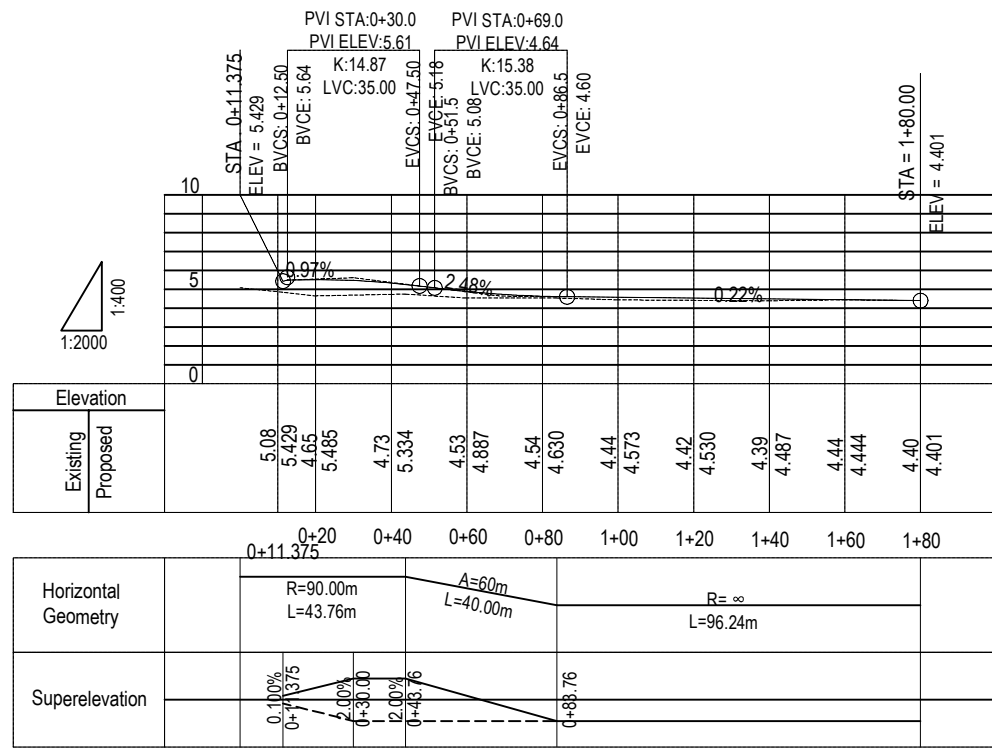 PVI STA:0+30.0
PVI ELEV:5.61
K:14.87
LVC:35.00
PVI STA:0+69.0
PVI ELEV:4.64
K:15.38
LVC:35.00
STA . 0+11.375
ELEV = 5.429
BVCS: 0+12.50
BVCE: 5.64
EVCS: 0+47.50
EVCE: 5.18
BVCS: 0+51.5
BVCE: 5.08
EVCS: 0+86.5
EVCE: 4.60
STA = 1+80.00
ELEV = 4.401
10
5
0
0.97%
2.48%
0.22%
1:400
1:2000
Elevation
Existing
Proposed
5.08
5.429
4.65
5.485
4.73
5.334
4.53
4.887
4.54
4.630
4.44
4.573
4.42
4.530
4.39
4.487
4.44
4.444
4.40
4.401
0+11.375
0+20
0+40
0+60
0+80
1+00
1+20
1+40
1+60
1+80
Horizontal
Geometry
R=90.00m
L=43.76m
A=60m
L=40.00m
R= ∞
L=96.24m
Superelevation
0.100%
0+11.375
2.00%
0+30.00
2.00%
0+43.76
0+83.76